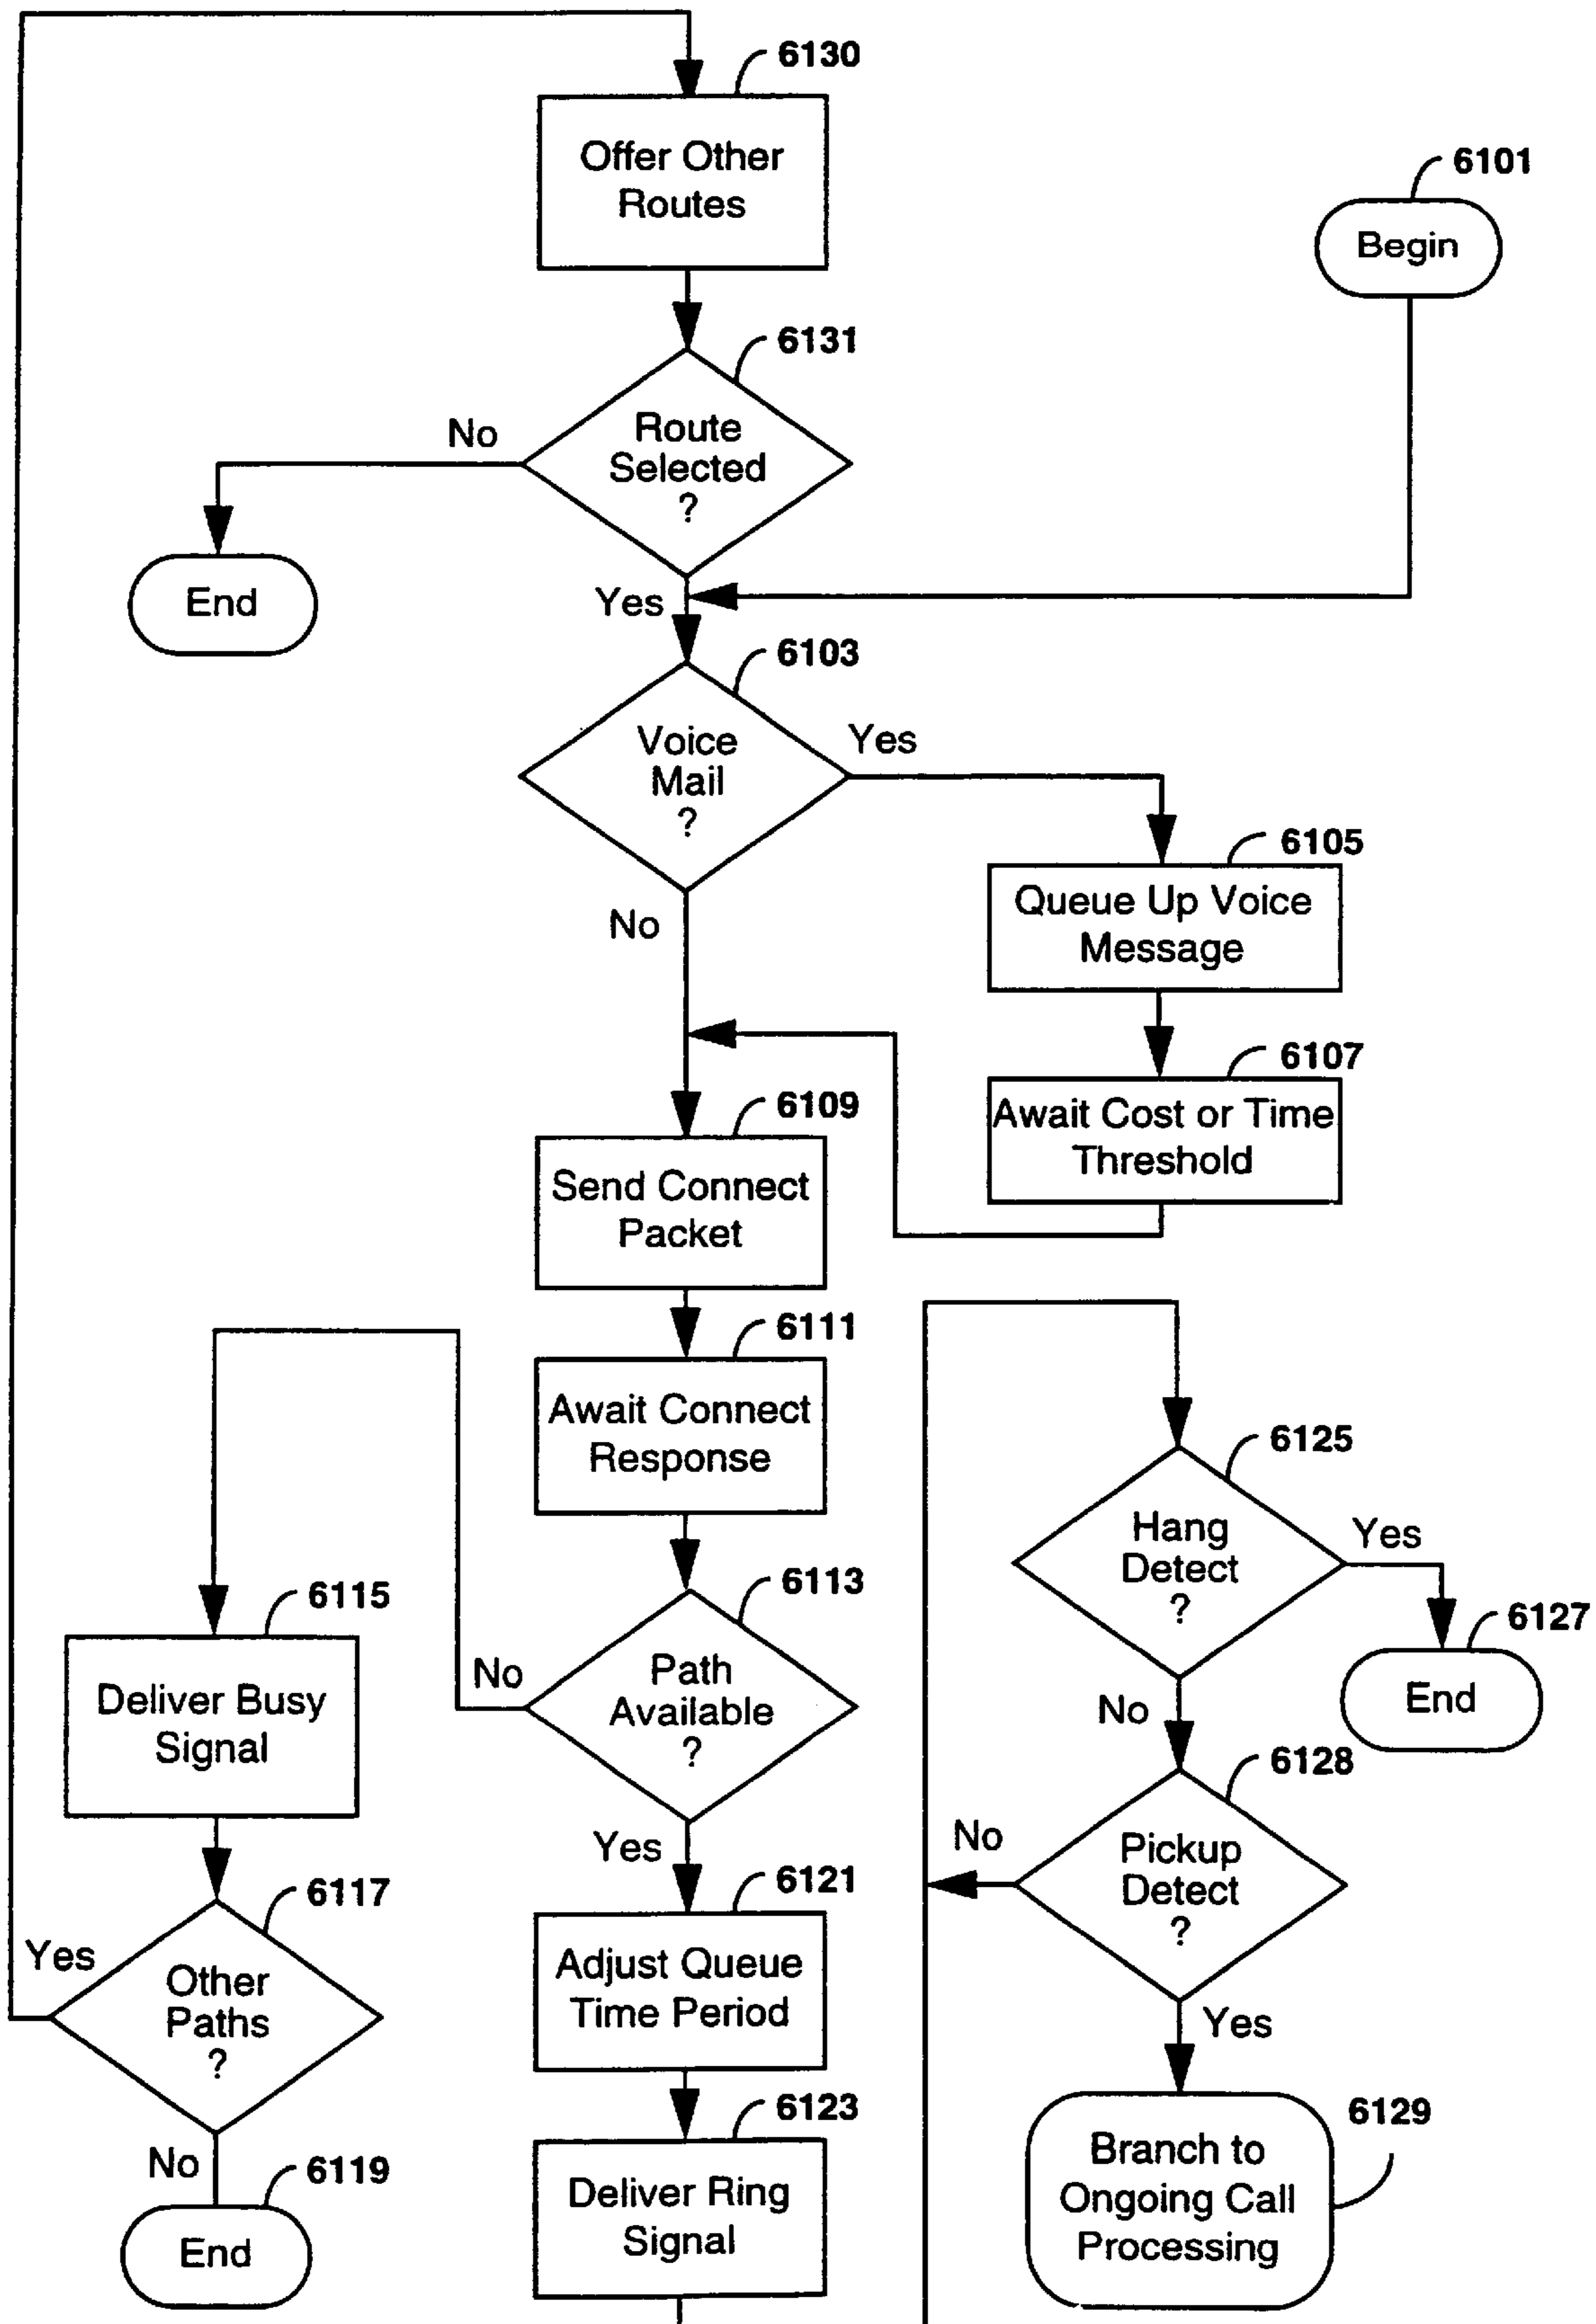 6130
Offer Other
Routes
6101
Begin
6131
No
Route
Selected
?
End
Yes
6103
Voice
Mail
?
Yes
No
6105
Queue Up Voice
Message
6107
Await Cost or Time
Threshold
6109
Send Connect
Packet
6111
Await Connect
Response
6113
No
Path
Available
?
Yes
6115
Deliver Busy
Signal
6117
Yes
Other
Paths
?
No
6119
End
6121
Adjust Queue
Time Period
6123
Deliver Ring
Signal
6125
Hang
Detect
?
Yes
6127
End
No
6128
No
Pickup
Detect
?
Yes
6129
Branch to
Ongoing Call
Processing